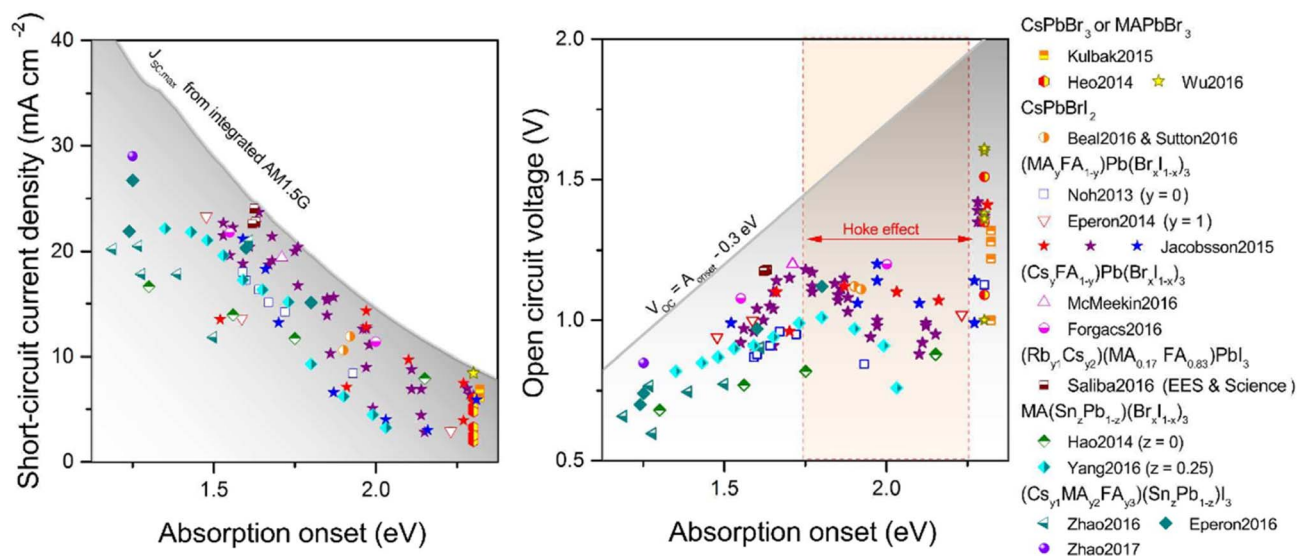 Short-circuit current density (mA cm⁻²)
40
30
20
10
0
1.5
2.0
Absorption onset (eV)
J_SC,max from integrated AM1.5G
Open circuit voltage (V)
2.0
1.5
1.0
0.5
1.5
2.0
Absorption onset (eV)
V_OC = A_onset - 0.3 eV
Hoke effect
CsPbBr₃ or MAPbBr₃
Kulbak2015
Heo2014 Wu2016
CsPbBrI₂
Beal2016 & Sutton2016
(MA_yFA_1-y)Pb(Br_xI_1-x)₃
Noh2013 (y = 0)
Eperon2014 (y = 1)
Jacobsson2015
(Cs_yFA_1-y)Pb(Br_xI_1-x)₃
McMeekin2016
Forgacs2016
(Rb_y1Cs_y2)(MA_0.17 FA_0.83)PbI₃
Saliba2016 (EES & Science )
MA(Sn_zPb_1-z)(Br_xI_1-x)₃
Hao2014 (z = 0)
Yang2016 (z = 0.25)
(Cs_y1MA_y2FA_y3)(Sn_zPb_1-z)I₃
Zhao2016 Eperon2016
Zhao2017